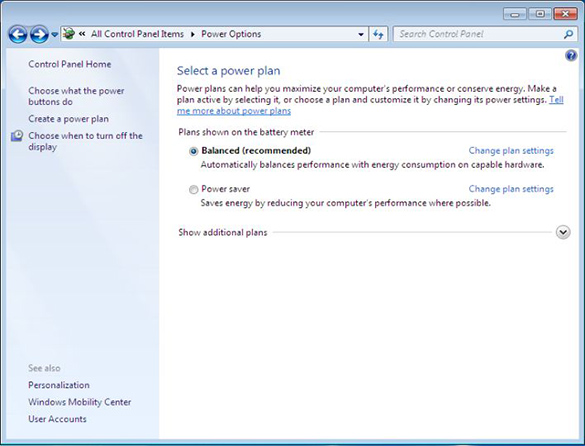 « All Control Panel Items ▸ Power Options
Search Control Panel
Control Panel Home
Choose what the power
buttons do
Create a power plan
Choose when to turn off the
display
Select a power plan
Power plans can help you maximize your computer's performance or conserve energy. Make a
plan active by selecting it, or choose a plan and customize it by changing its power settings. Tell
me more about power plans
Plans shown on the battery meter
Balanced (recommended) Change plan settings
Automatically balances performance with energy consumption on capable hardware.
Power saver Change plan settings
Saves energy by reducing your computer's performance where possible.
Show additional plans
See also
Personalization
Windows Mobility Center
User Accounts